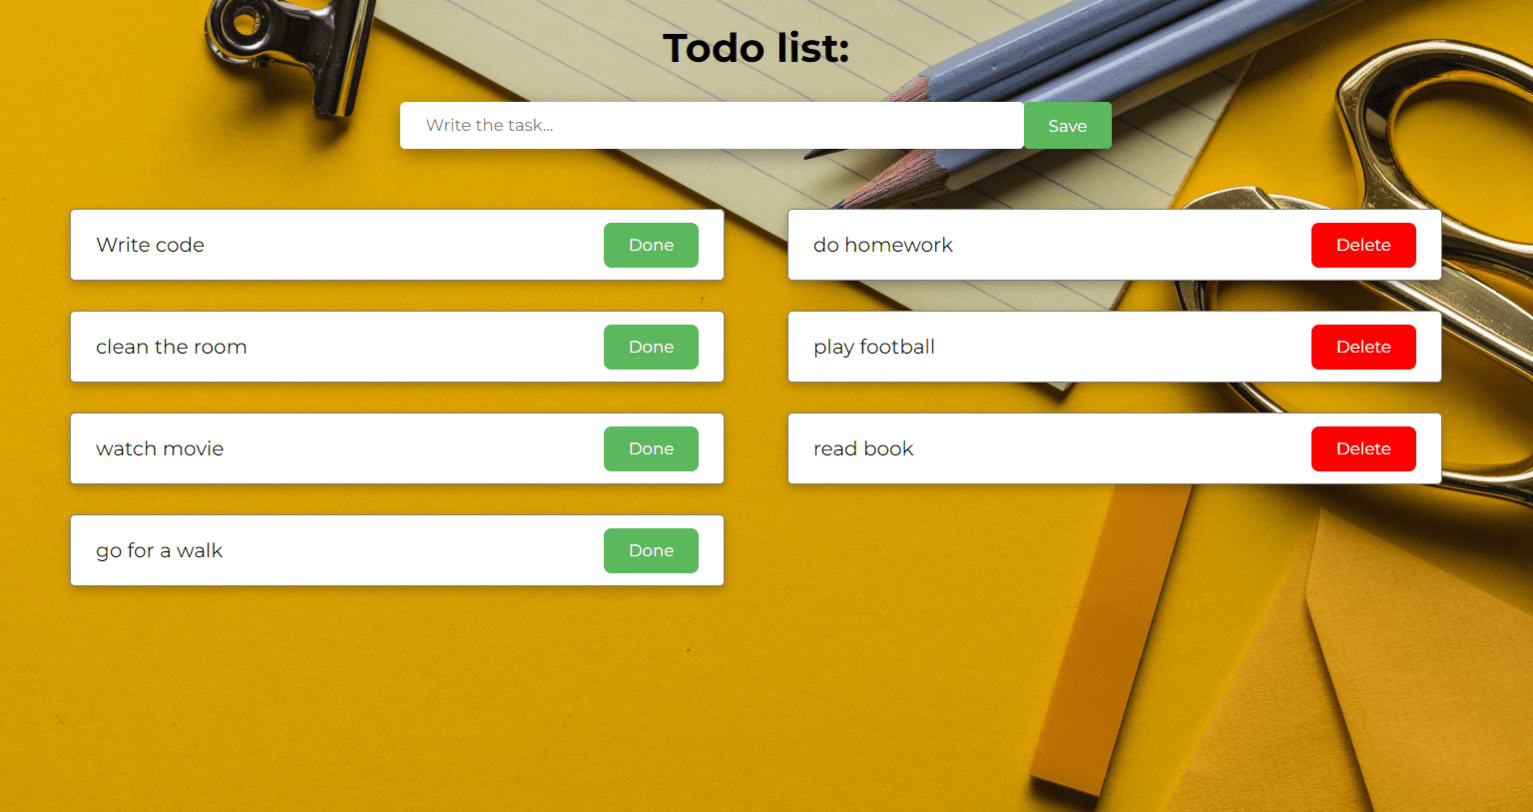 Todo list:
Write the task...
Save
Write code
Done
do homework
Delete
clean the room
Done
play football
Delete
watch movie
Done
read book
Delete
go for a walk
Done